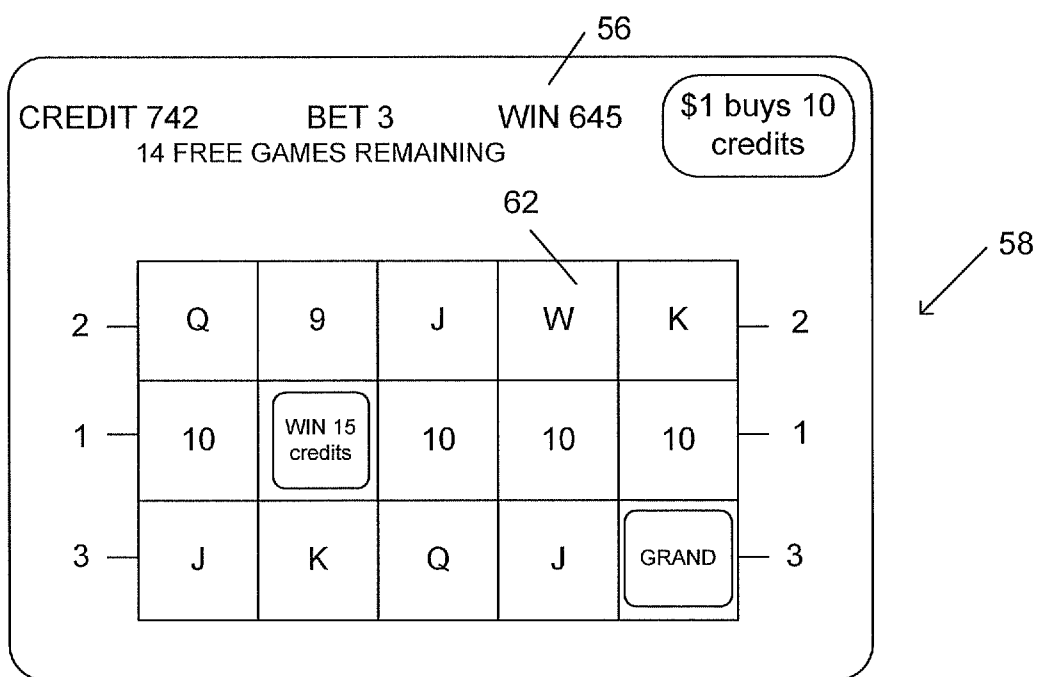 56
CREDIT 742 BET 3 WIN 645 $1 buys 10
credits
14 FREE GAMES REMAINING
62
58
2 Q 9 J W K 2
1 10 WIN 15
credits 10 10 10 1
3 J K Q J GRAND 3